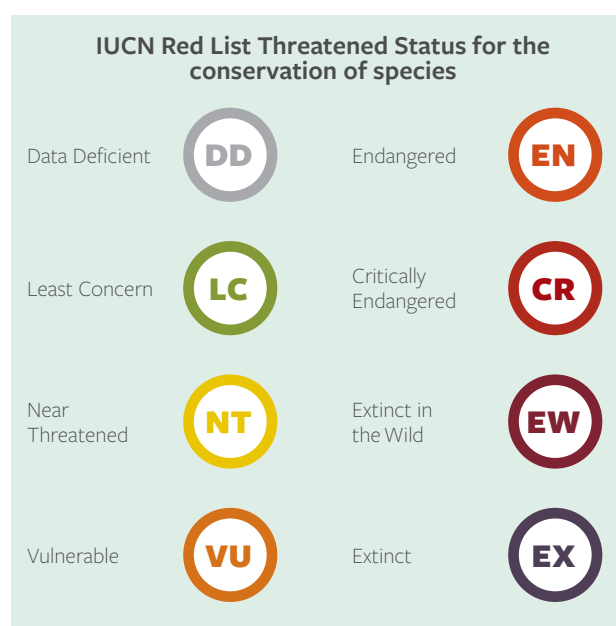 IUCN Red List Threatened Status for the
conservation of species
Data Deficient
DD
Endangered
EN
Least Concern
LC
Critically
Endangered
CR
Near
Threatened
NT
Extinct in
the Wild
EW
Vulnerable
VU
Extinct
EX